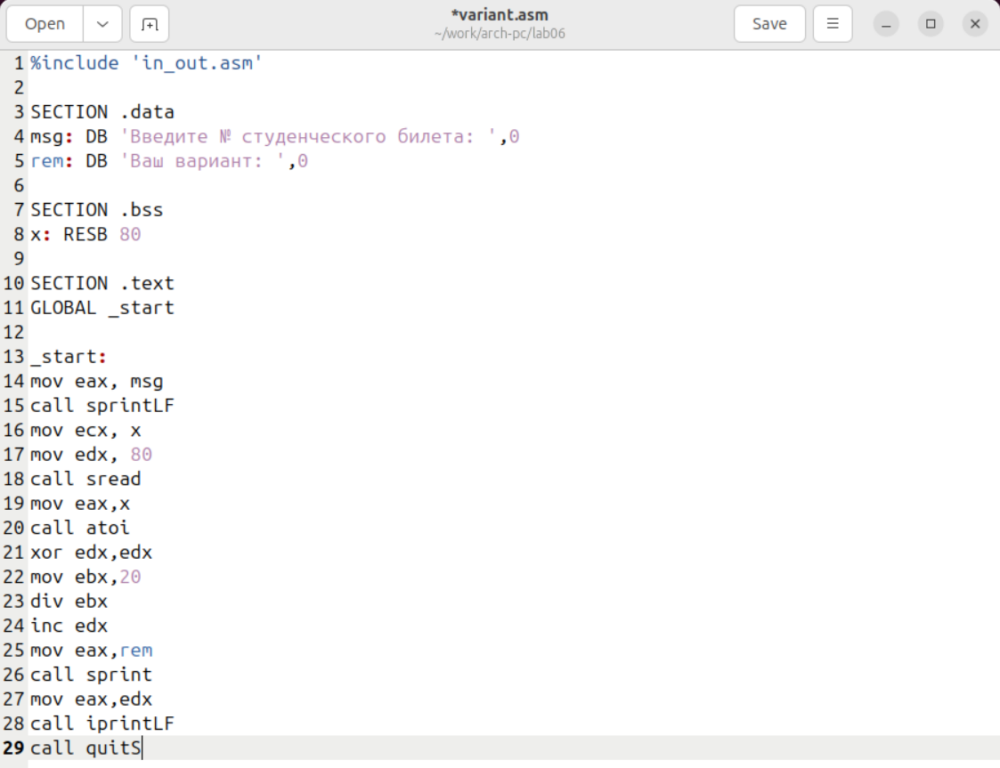 Open
*variant.asm
~/work/arch-pc/lab06
Save
1 %include 'in_out.asm'
2
3 SECTION .data
4 msg: DB 'Введите № студенческого билета: ',0
5 rem: DB 'Ваш вариант: ',0
6
7 SECTION .bss
8 x: RESB 80
9
10 SECTION .text
11 GLOBAL _start
12
13 _start:
14 mov eax, msg
15 call sprintLF
16 mov ecx, x
17 mov edx, 80
18 call sread
19 mov eax,x
20 call atoi
21 xor edx,edx
22 mov ebx,20
23 div ebx
24 inc edx
25 mov eax,rem
26 call sprint
27 mov eax,edx
28 call iprintLF
29 call quitS